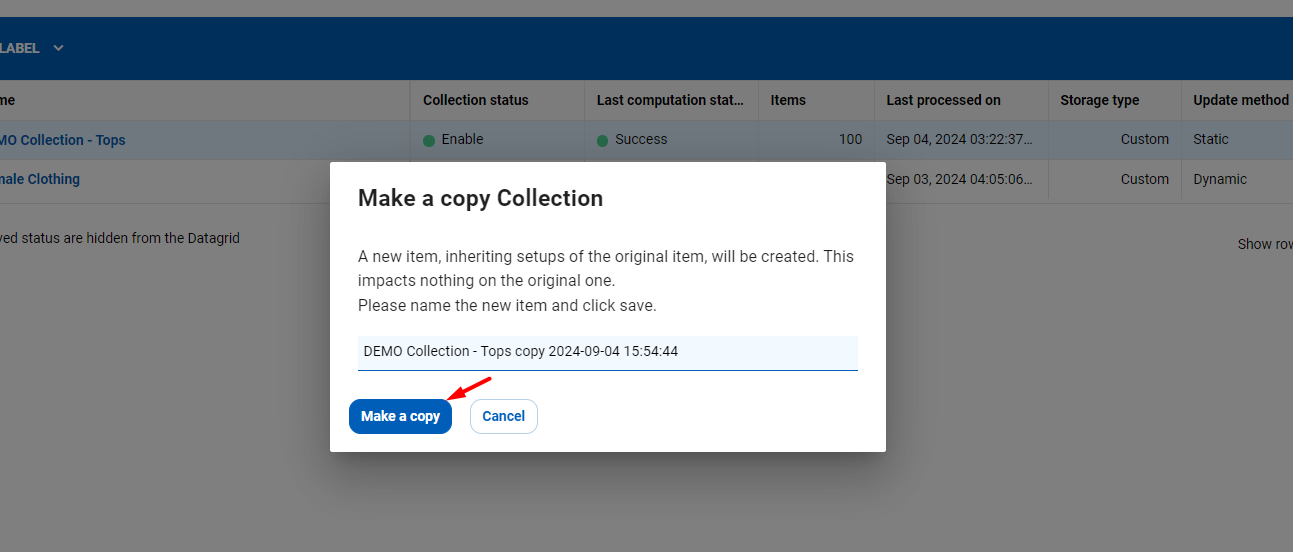 LABEL
me Collection status Last computation stat... Items Last processed on Storage type Update method
MO Collection - Tops Enable Success 100 Sep 04, 2024 03:22:37... Custom Static
male Clothing Sep 03, 2024 04:05:06... Custom Dynamic
ved status are hidden from the Datagrid
Show row
Make a copy Collection
A new item, inheriting setups of the original item, will be created. This
impacts nothing on the original one.
Please name the new item and click save.
DEMO Collection - Tops copy 2024-09-04 15:54:44
Make a copy Cancel